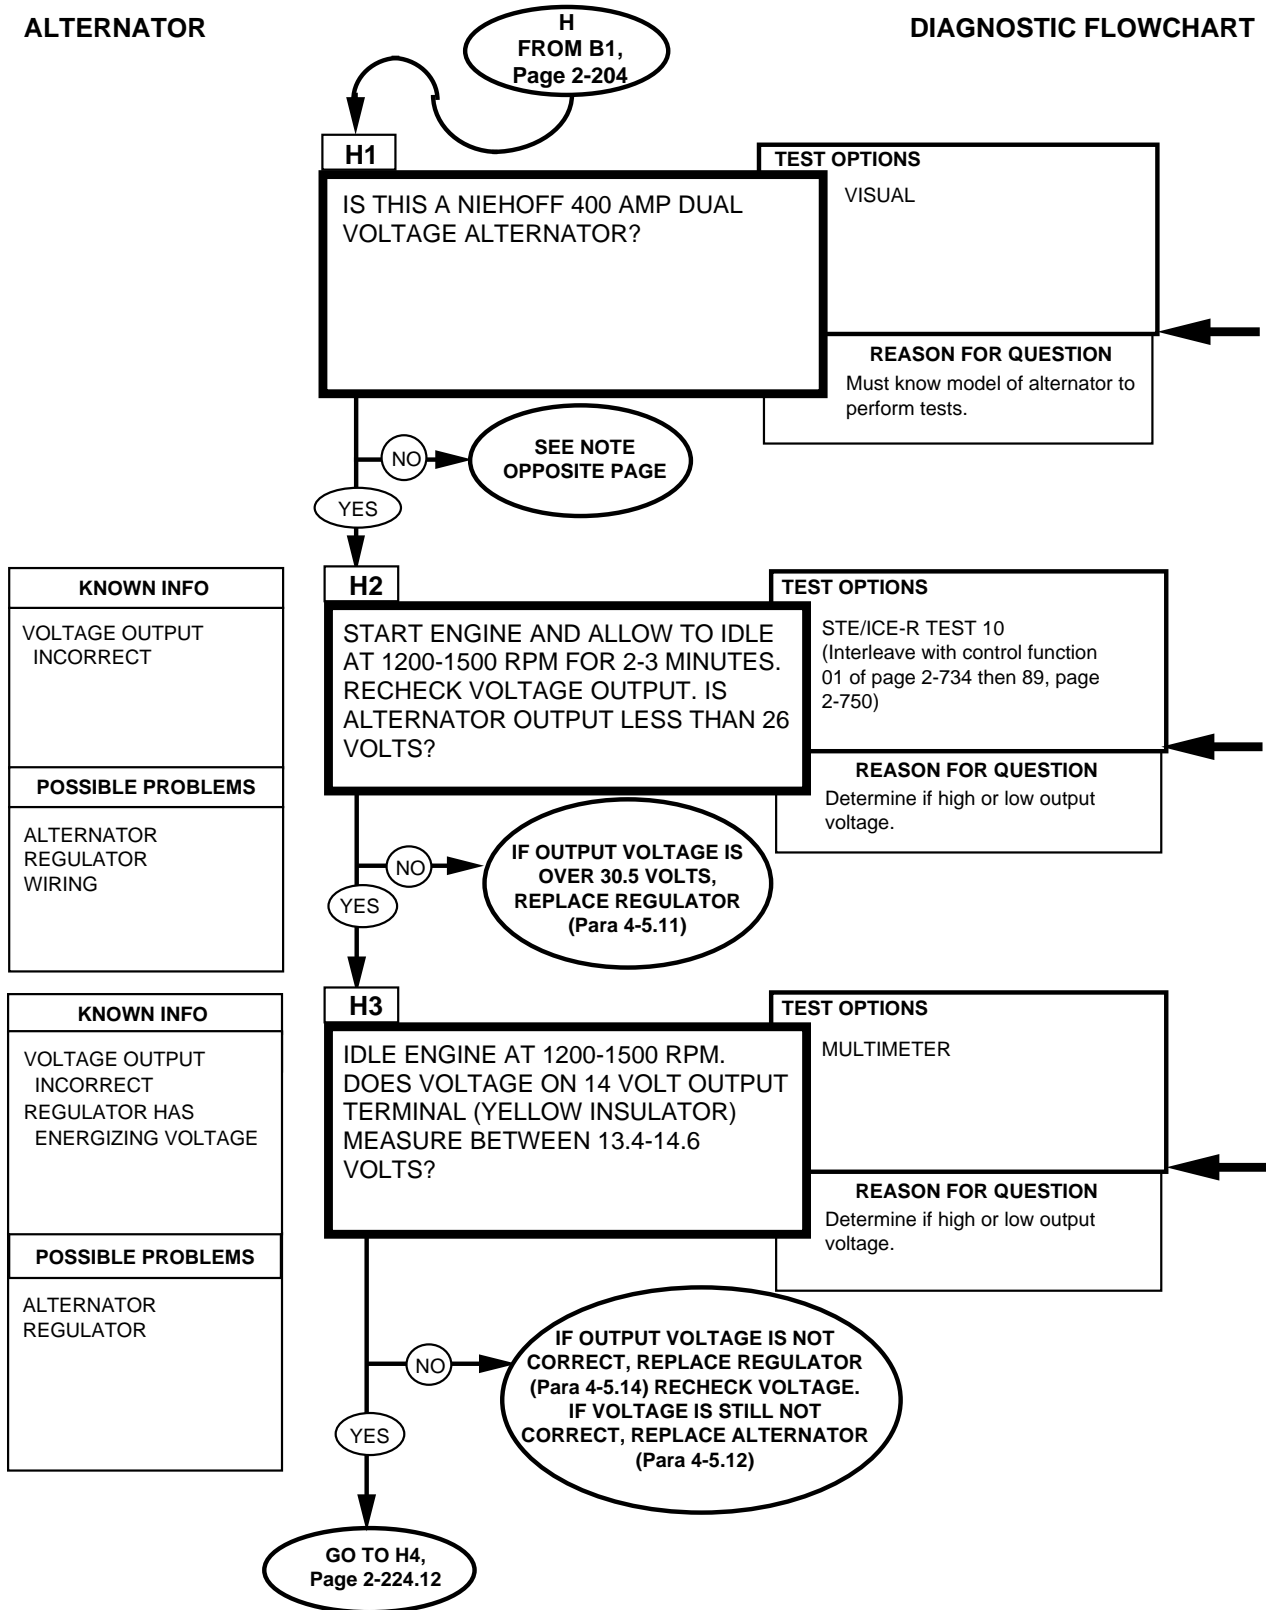 ALTERNATOR
DIAGNOSTIC FLOWCHART
H
FROM B1,
Page 2-204
H1
IS THIS A NIEHOFF 400 AMP DUAL
VOLTAGE ALTERNATOR?
TEST OPTIONS
VISUAL
REASON FOR QUESTION
Must know model of alternator to
perform tests.
NO
SEE NOTE
OPPOSITE PAGE
YES
KNOWN INFO
VOLTAGE OUTPUT
INCORRECT
POSSIBLE PROBLEMS
ALTERNATOR
REGULATOR
WIRING
H2
START ENGINE AND ALLOW TO IDLE
AT 1200-1500 RPM FOR 2-3 MINUTES.
RECHECK VOLTAGE OUTPUT. IS
ALTERNATOR OUTPUT LESS THAN 26
VOLTS?
TEST OPTIONS
STE/ICE-R TEST 10
(Interleave with control function
01 of page 2-734 then 89, page
2-750)
REASON FOR QUESTION
Determine if high or low output
voltage.
NO
IF OUTPUT VOLTAGE IS
OVER 30.5 VOLTS,
REPLACE REGULATOR
(Para 4-5.11)
YES
KNOWN INFO
VOLTAGE OUTPUT
INCORRECT
REGULATOR HAS
ENERGIZING VOLTAGE
POSSIBLE PROBLEMS
ALTERNATOR
REGULATOR
H3
IDLE ENGINE AT 1200-1500 RPM.
DOES VOLTAGE ON 14 VOLT OUTPUT
TERMINAL (YELLOW INSULATOR)
MEASURE BETWEEN 13.4-14.6
VOLTS?
TEST OPTIONS
MULTIMETER
REASON FOR QUESTION
Determine if high or low output
voltage.
NO
IF OUTPUT VOLTAGE IS NOT
CORRECT, REPLACE REGULATOR
(Para 4-5.14) RECHECK VOLTAGE.
IF VOLTAGE IS STILL NOT
CORRECT, REPLACE ALTERNATOR
(Para 4-5.12)
YES
GO TO H4,
Page 2-224.12